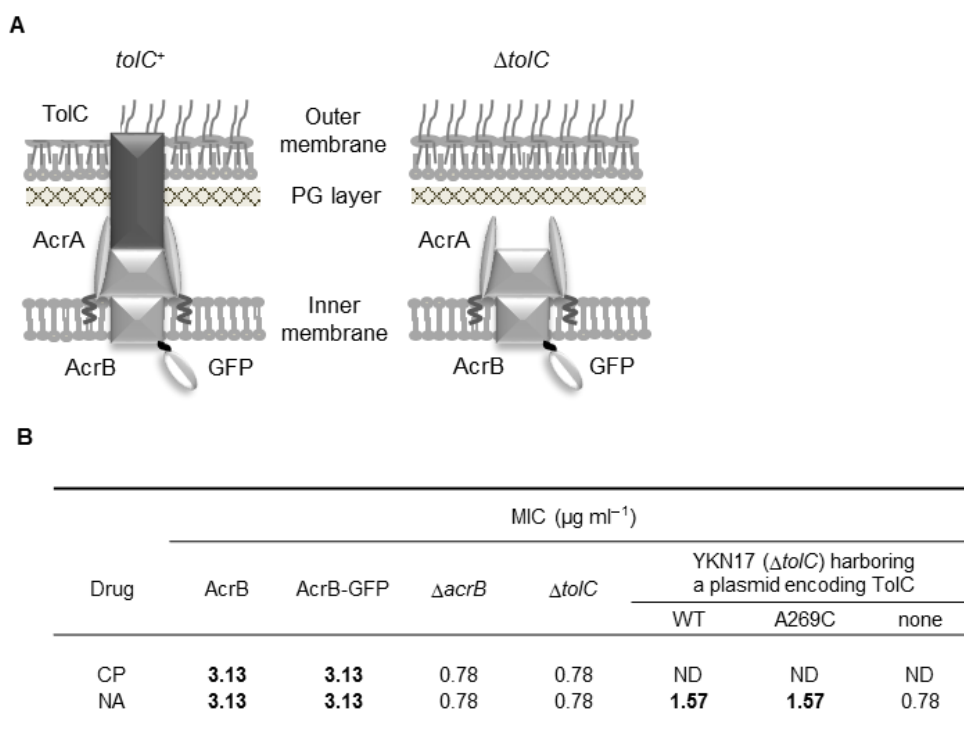 A
tolC⁺
ΔtolC
TolC
Outer
membrane
PG layer
AcrA
AcrA
Inner
membrane
AcrB
GFP
AcrB
GFP
B
MIC (µg ml⁻¹)
Drug
AcrB
AcrB-GFP
ΔacrB
ΔtolC
YKN17 (ΔtolC) harboring
a plasmid encoding TolC
WT
A269C
none
CP 3.13 3.13 0.78 0.78 ND ND ND
NA 3.13 3.13 0.78 0.78 1.57 1.57 0.78